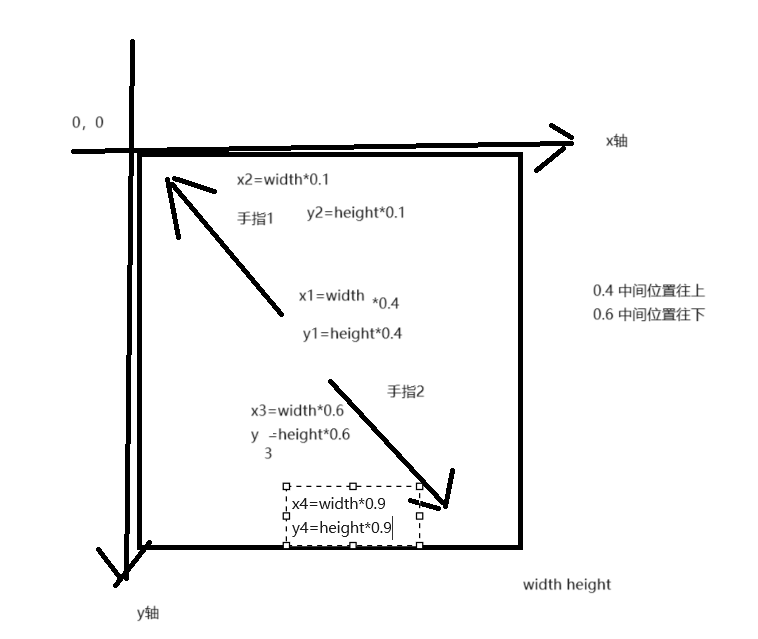 0，0
x轴
x2=width*0.1
手指1
y2=height*0.1
x1=width *0.4
y1=height*0.4
0.4 中间位置往上
0.6 中间位置往下
手指2
x3=width*0.6
y3=height*0.6
x4=width*0.9
y4=height*0.9
width height
y轴